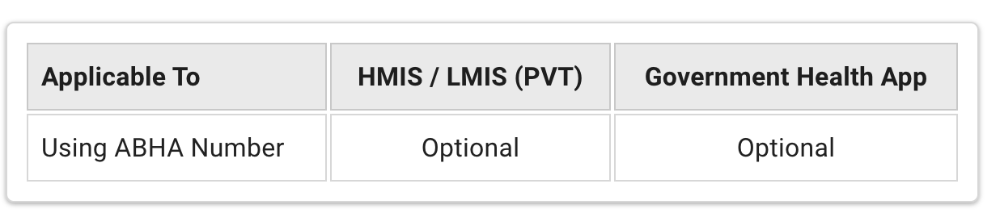 Applicable To HMIS / LMIS (PVT) Government Health App
Using ABHA Number Optional Optional